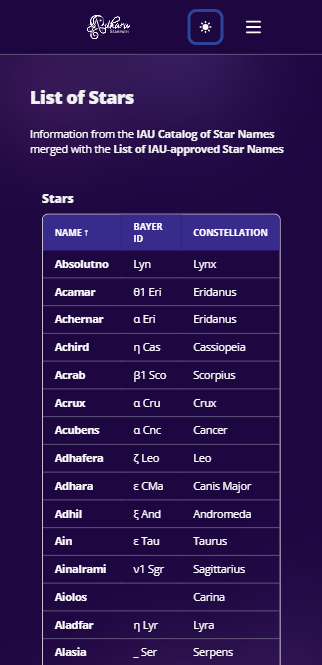 List of Stars
Information from the IAU Catalog of Star Names
merged with the List of IAU-approved Star Names
Stars
NAME ↑ BAYER ID CONSTELLATION
Absolutno Lyn Lynx
Acamar θ1 Eri Eridanus
Achernar α Eri Eridanus
Achird η Cas Cassiopeia
Acrab β1 Sco Scorpius
Acrux α Cru Crux
Acubens α Cnc Cancer
Adhafera ζ Leo Leo
Adhara ε CMa Canis Major
Adhil ξ And Andromeda
Ain ε Tau Taurus
Ainalrami ν1 Sgr Sagittarius
Aiolos Carina
Aladfar η Lyr Lyra
Alasia _ Ser Serpens